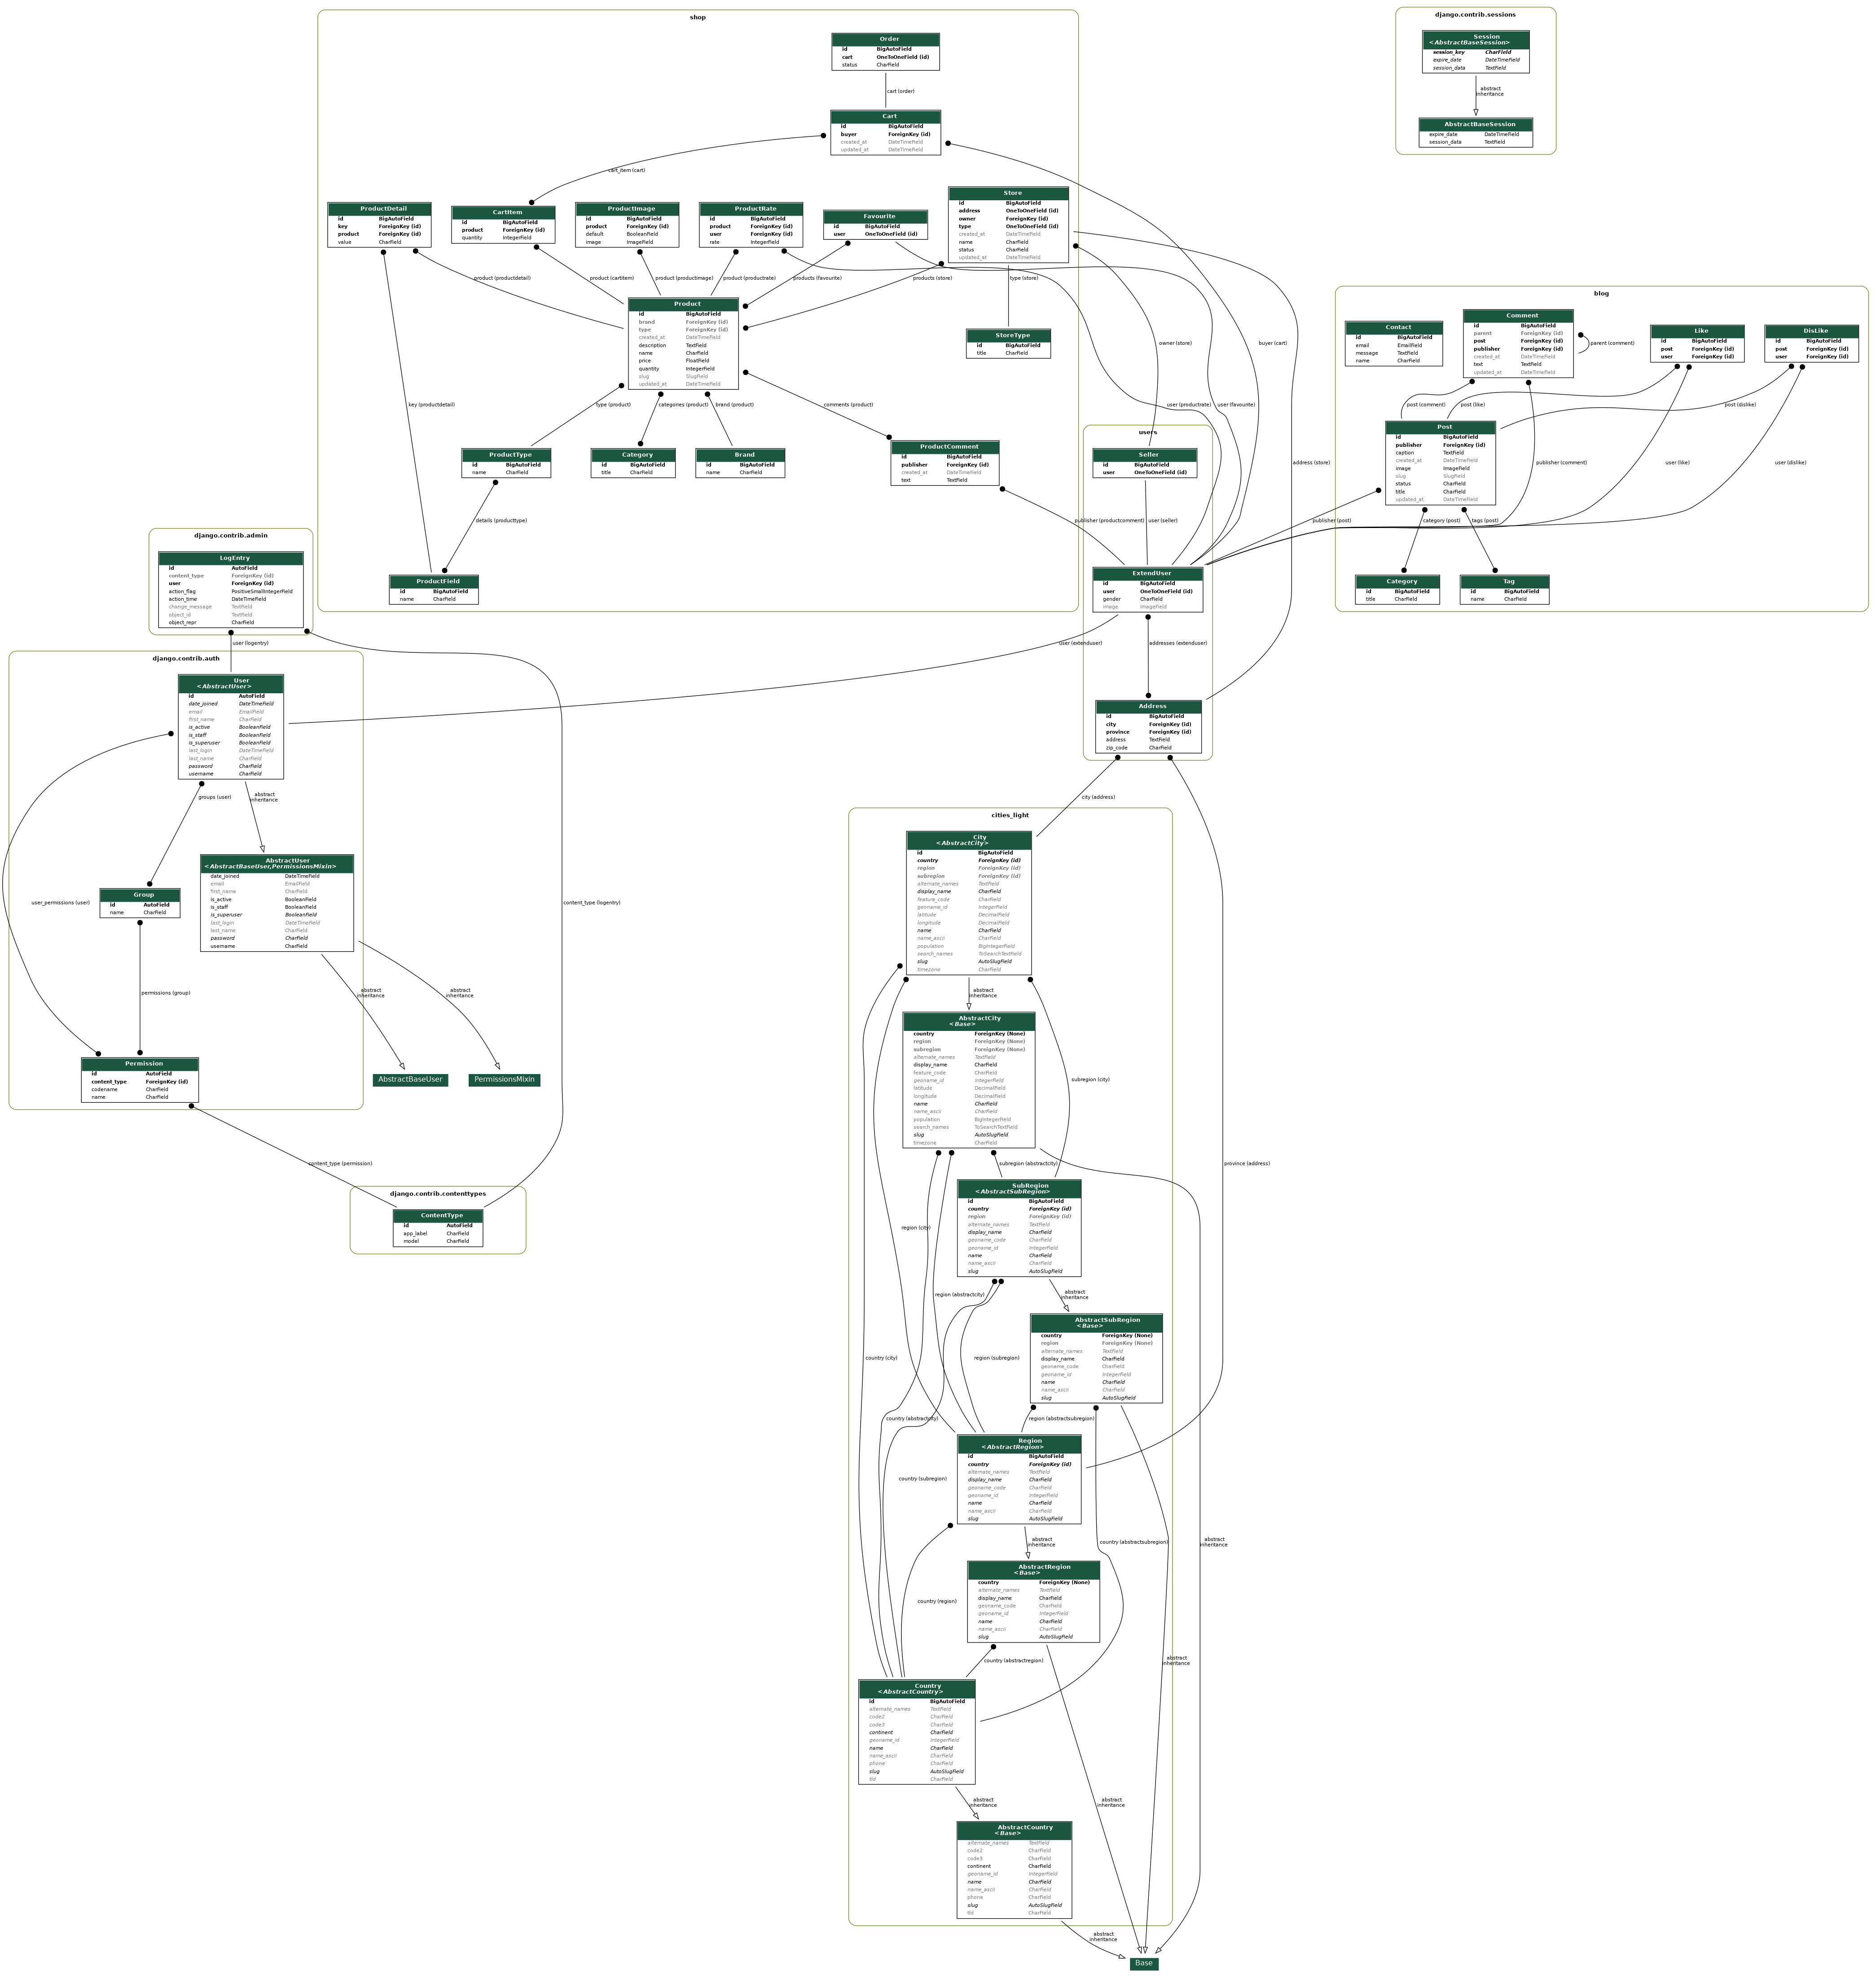 shop
Order
id BigAutoField
cart OneToOneField (id)
status CharField
cart (order)
Cart
id BigAutoField
buyer ForeignKey (id)
created_at DateTimeField
updated_at DateTimeField
cart_item (cart)
ProductDetail
id BigAutoField
key ForeignKey (id)
product ForeignKey (id)
value CharField
CartItem
id BigAutoField
product ForeignKey (id)
quantity IntegerField
ProductImage
id BigAutoField
product ForeignKey (id)
default BooleanField
image ImageField
ProductRate
id BigAutoField
product ForeignKey (id)
user ForeignKey (id)
rate IntegerField
Favourite
id BigAutoField
user OneToOneField (id)
Store
id BigAutoField
address OneToOneField (id)
owner ForeignKey (id)
type OneToOneField (id)
created_at DateTimeField
name CharField
status CharField
updated_at DateTimeField
product (productdetail)
product (cartitem)
product (productimage)
product (productrate)
products (favourite)
products (store)
type (store)
Product
id BigAutoField
brand ForeignKey (id)
type ForeignKey (id)
created_at DateTimeField
description TextField
name CharField
price FloatField
quantity IntegerField
slug SlugField
updated_at DateTimeField
StoreType
id BigAutoField
title CharField
owner (store)
buyer (cart)
key (productdetail)
type (product)
categories (product)
brand (product)
comments (product)
user (productrate)
user (favourite)
address (store)
ProductType
id BigAutoField
name CharField
Category
id BigAutoField
title CharField
Brand
id BigAutoField
name CharField
ProductComment
id BigAutoField
publisher ForeignKey (id)
created_at DateTimeField
text TextField
details (producttype)
publisher (productcomment)
ProductField
id BigAutoField
name CharField
django.contrib.sessions
Session
<AbstractBaseSession>
session_key CharField
expire_date DateTimeField
session_data TextField
abstract
inheritance
AbstractBaseSession
expire_date DateTimeField
session_data TextField
blog
Contact
id BigAutoField
email EmailField
message TextField
name CharField
Comment
id BigAutoField
parent ForeignKey (id)
post ForeignKey (id)
publisher ForeignKey (id)
created_at DateTimeField
text TextField
updated_at DateTimeField
parent (comment)
Like
id BigAutoField
post ForeignKey (id)
user ForeignKey (id)
DisLike
id BigAutoField
post ForeignKey (id)
user ForeignKey (id)
post (comment)
post (like)
post (dislike)
Post
id BigAutoField
publisher ForeignKey (id)
caption TextField
created_at DateTimeField
image ImageField
slug SlugField
status CharField
title CharField
updated_at DateTimeField
publisher (comment)
user (like)
user (dislike)
publisher (post)
category (post)
tags (post)
Category
id BigAutoField
title CharField
Tag
id BigAutoField
name CharField
users
Seller
id BigAutoField
user OneToOneField (id)
user (seller)
ExtendUser
id BigAutoField
user OneToOneField (id)
gender CharField
image ImageField
user (extenduser)
addresses (extenduser)
Address
id BigAutoField
city ForeignKey (id)
province ForeignKey (id)
address TextField
zip_code CharField
city (address)
province (address)
django.contrib.admin
LogEntry
id AutoField
content_type ForeignKey (id)
user ForeignKey (id)
action_flag PositiveSmallIntegerField
action_time DateTimeField
change_message TextField
object_id TextField
object_repr CharField
user (logentry)
content_type (logentry)
django.contrib.auth
User
<AbstractUser>
id AutoField
date_joined DateTimeField
email EmailField
first_name CharField
is_active BooleanField
is_staff BooleanField
is_superuser BooleanField
last_login DateTimeField
last_name CharField
password CharField
username CharField
groups (user)
abstract
inheritance
AbstractUser
<AbstractBaseUser,PermissionsMixin>
date_joined DateTimeField
email EmailField
first_name CharField
is_active BooleanField
is_staff BooleanField
is_superuser BooleanField
last_login DateTimeField
last_name CharField
password CharField
username CharField
Group
id AutoField
name CharField
user_permissions (user)
permissions (group)
abstract
inheritance
abstract
inheritance
Permission
id AutoField
content_type ForeignKey (id)
codename CharField
name CharField
AbstractBaseUser
PermissionsMixin
content_type (permission)
django.contrib.contenttypes
ContentType
id AutoField
app_label CharField
model CharField
cities_light
City
<AbstractCity>
id BigAutoField
country ForeignKey (id)
region ForeignKey (id)
subregion ForeignKey (id)
alternate_names TextField
display_name CharField
feature_code CharField
geoname_id IntegerField
latitude DecimalField
longitude DecimalField
name CharField
name_ascii CharField
population BigIntegerField
search_names ToSearchTextField
slug AutoSlugField
timezone CharField
abstract
inheritance
AbstractCity
<Base>
country ForeignKey (None)
region ForeignKey (None)
subregion ForeignKey (None)
alternate_names TextField
display_name CharField
feature_code CharField
geoname_id IntegerField
latitude DecimalField
longitude DecimalField
name CharField
name_ascii CharField
population BigIntegerField
search_names ToSearchTextField
slug AutoSlugField
timezone CharField
subregion (city)
subregion (abstractcity)
SubRegion
<AbstractSubRegion>
id BigAutoField
country ForeignKey (id)
region ForeignKey (id)
alternate_names TextField
display_name CharField
geoname_code CharField
geoname_id IntegerField
name CharField
name_ascii CharField
slug AutoSlugField
region (city)
region (abstractcity)
abstract
inheritance
AbstractSubRegion
<Base>
country ForeignKey (None)
region ForeignKey (None)
alternate_names TextField
display_name CharField
geoname_code CharField
geoname_id IntegerField
name CharField
name_ascii CharField
slug AutoSlugField
country (city)
region (subregion)
country (abstractcity)
region (abstractsubregion)
Region
<AbstractRegion>
id BigAutoField
country ForeignKey (id)
alternate_names TextField
display_name CharField
geoname_code CharField
geoname_id IntegerField
name CharField
name_ascii CharField
slug AutoSlugField
country (subregion)
abstract
inheritance
country (abstractsubregion)
abstract
inheritance
AbstractRegion
<Base>
country ForeignKey (None)
alternate_names TextField
display_name CharField
geoname_code CharField
geoname_id IntegerField
name CharField
name_ascii CharField
slug AutoSlugField
country (region)
country (abstractregion)
abstract
inheritance
Country
<AbstractCountry>
id BigAutoField
alternate_names TextField
code2 CharField
code3 CharField
continent CharField
geoname_id IntegerField
name CharField
name_ascii CharField
phone CharField
slug AutoSlugField
tld CharField
abstract
inheritance
abstract
inheritance
AbstractCountry
<Base>
alternate_names TextField
code2 CharField
code3 CharField
continent CharField
geoname_id IntegerField
name CharField
name_ascii CharField
phone CharField
slug AutoSlugField
tld CharField
abstract
inheritance
Base